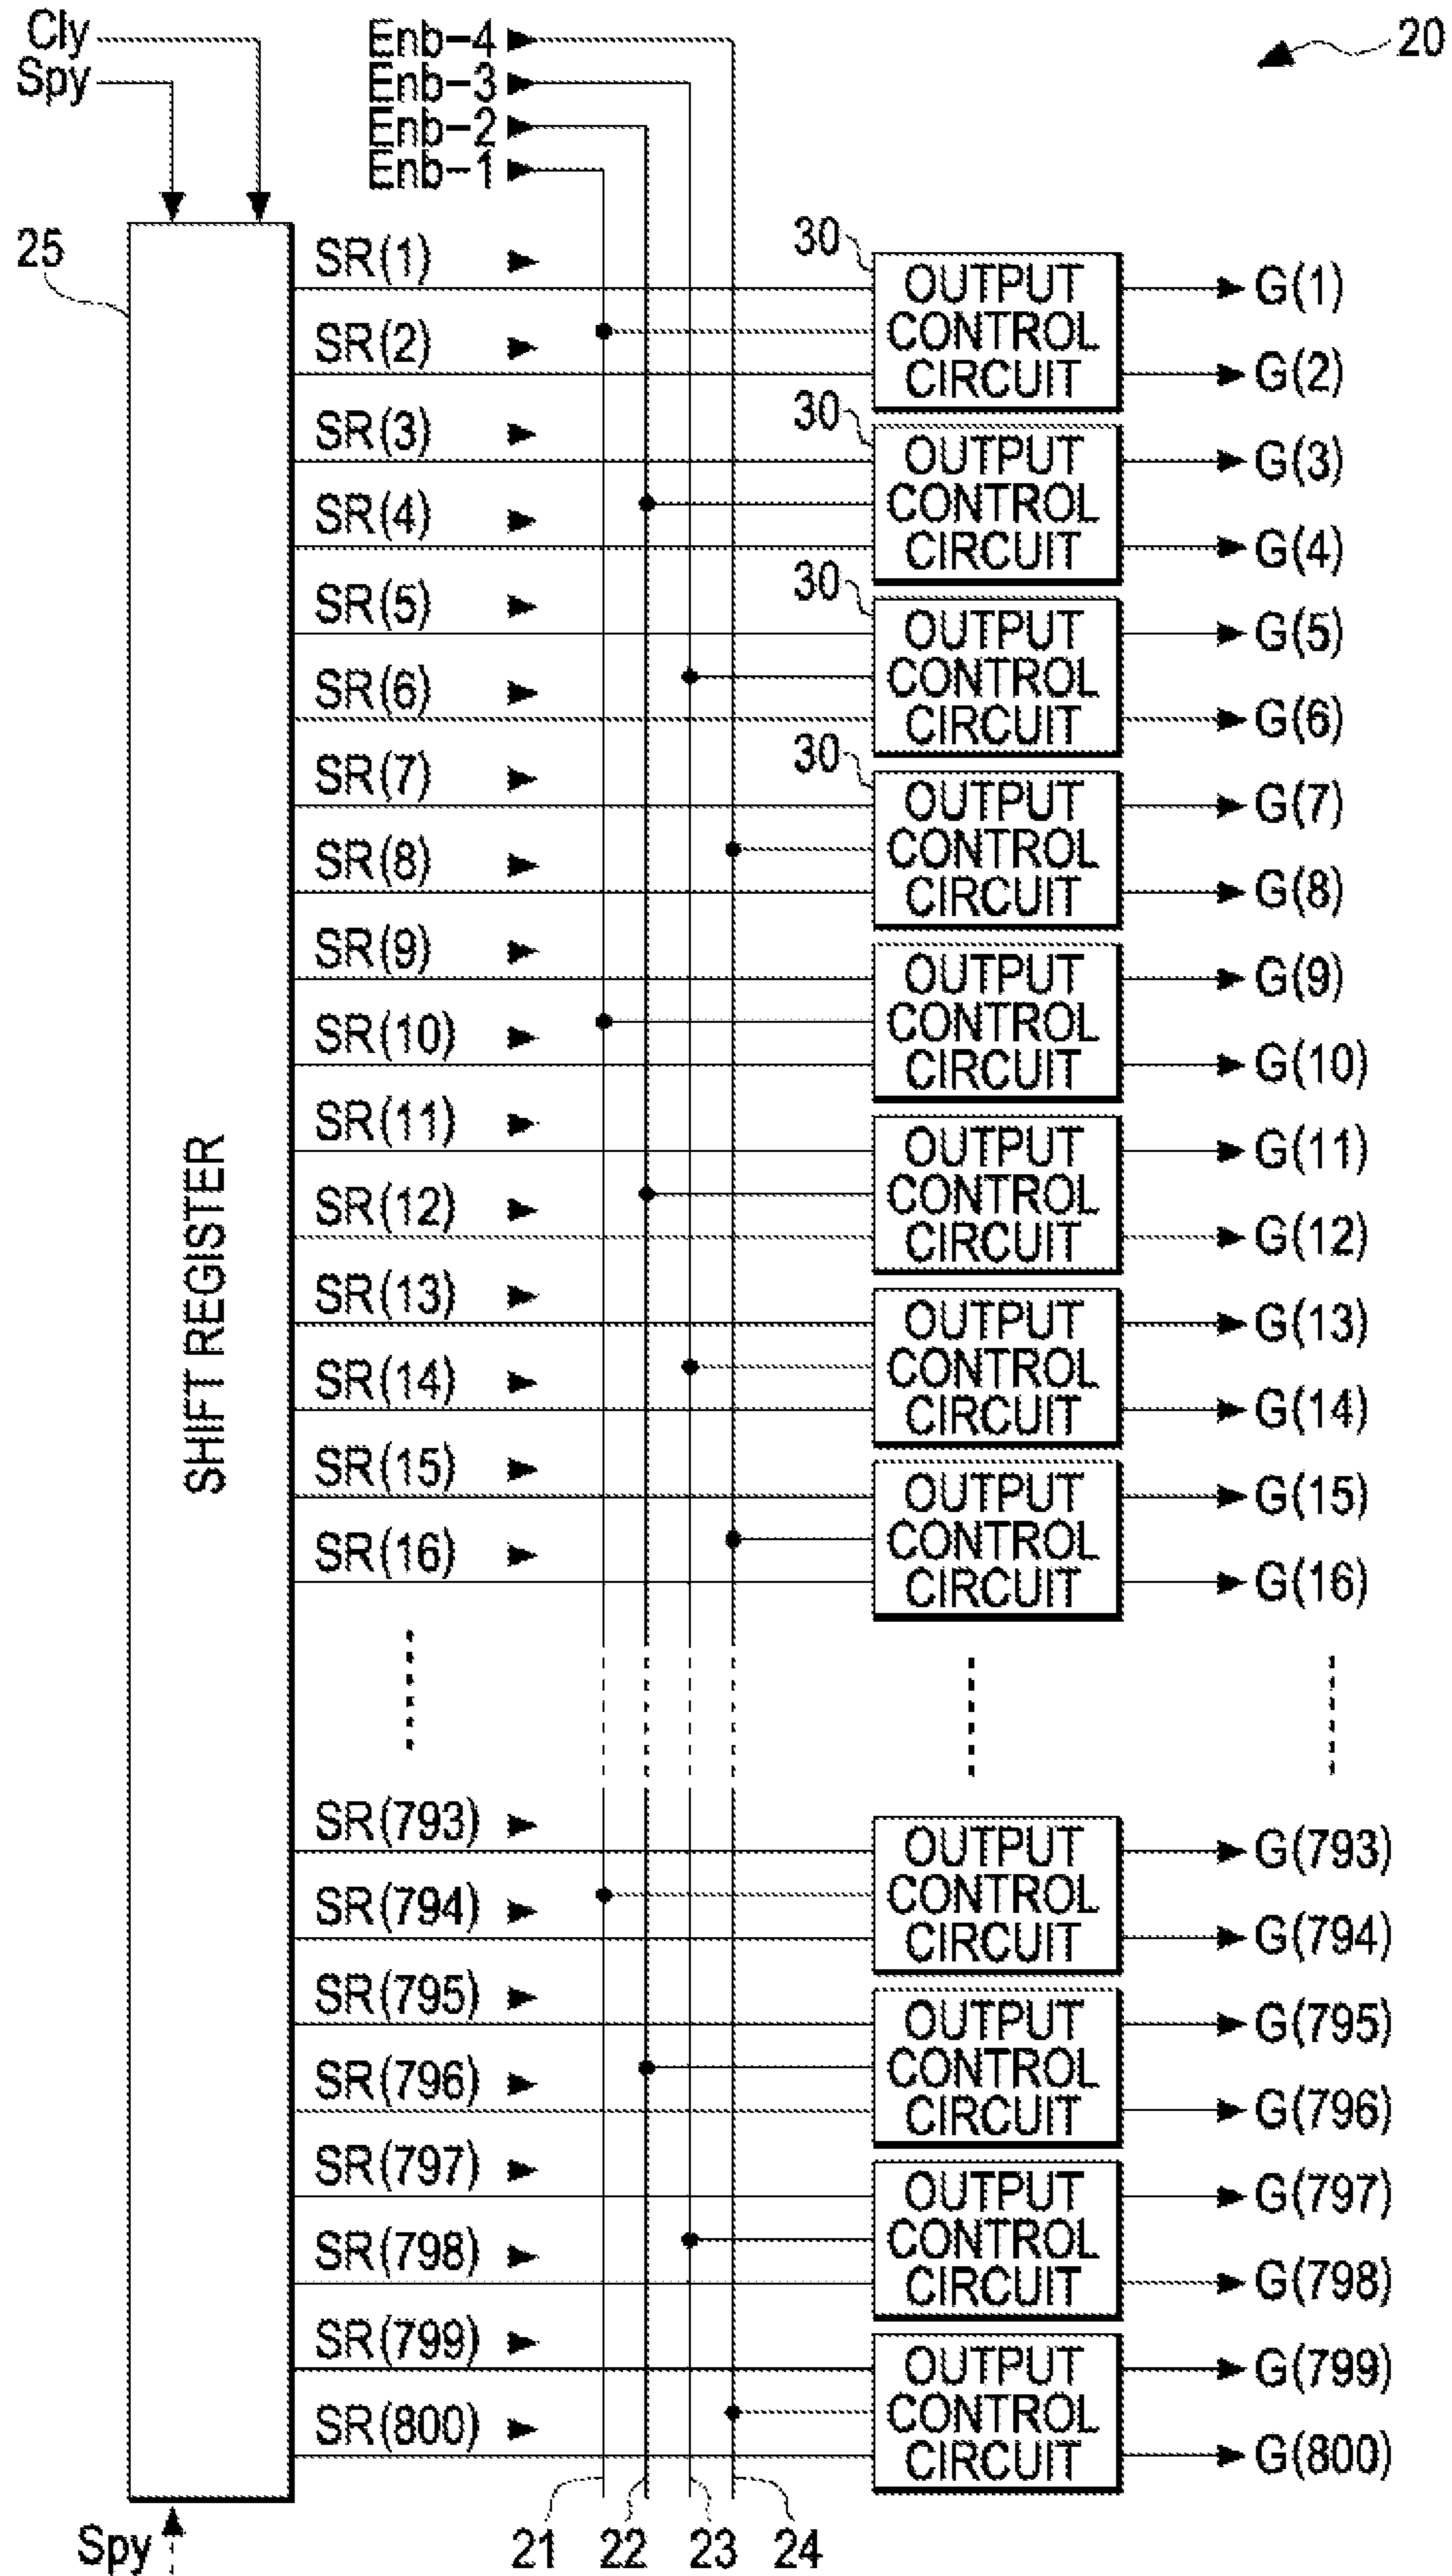 Cly
Spy
Enb-4
Enb-3
Enb-2
Enb-1
20
25
SHIFT REGISTER
SR(1)
SR(2)
SR(3)
SR(4)
SR(5)
SR(6)
SR(7)
SR(8)
SR(9)
SR(10)
SR(11)
SR(12)
SR(13)
SR(14)
SR(15)
SR(16)
SR(793)
SR(794)
SR(795)
SR(796)
SR(797)
SR(798)
SR(799)
SR(800)
30
OUTPUT
CONTROL
CIRCUIT
30
OUTPUT
CONTROL
CIRCUIT
30
OUTPUT
CONTROL
CIRCUIT
30
OUTPUT
CONTROL
CIRCUIT
OUTPUT
CONTROL
CIRCUIT
OUTPUT
CONTROL
CIRCUIT
OUTPUT
CONTROL
CIRCUIT
OUTPUT
CONTROL
CIRCUIT
OUTPUT
CONTROL
CIRCUIT
OUTPUT
CONTROL
CIRCUIT
OUTPUT
CONTROL
CIRCUIT
OUTPUT
CONTROL
CIRCUIT
G(1)
G(2)
G(3)
G(4)
G(5)
G(6)
G(7)
G(8)
G(9)
G(10)
G(11)
G(12)
G(13)
G(14)
G(15)
G(16)
G(793)
G(794)
G(795)
G(796)
G(797)
G(798)
G(799)
G(800)
Spy
21
22
23
24